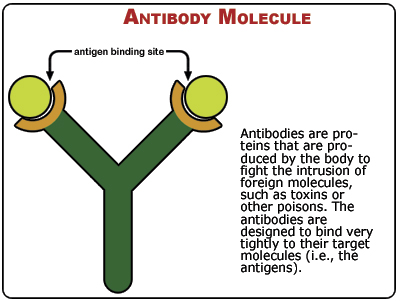 ANTIBODY MOLECULE
antigen binding site
Antibodies are pro-
teins that are pro-
duced by the body to
fight the intrusion of
foreign molecules,
such as toxins or
other poisons. The
antibodies are
designed to bind very
tightly to their target
molecules (i.e., the
antigens).